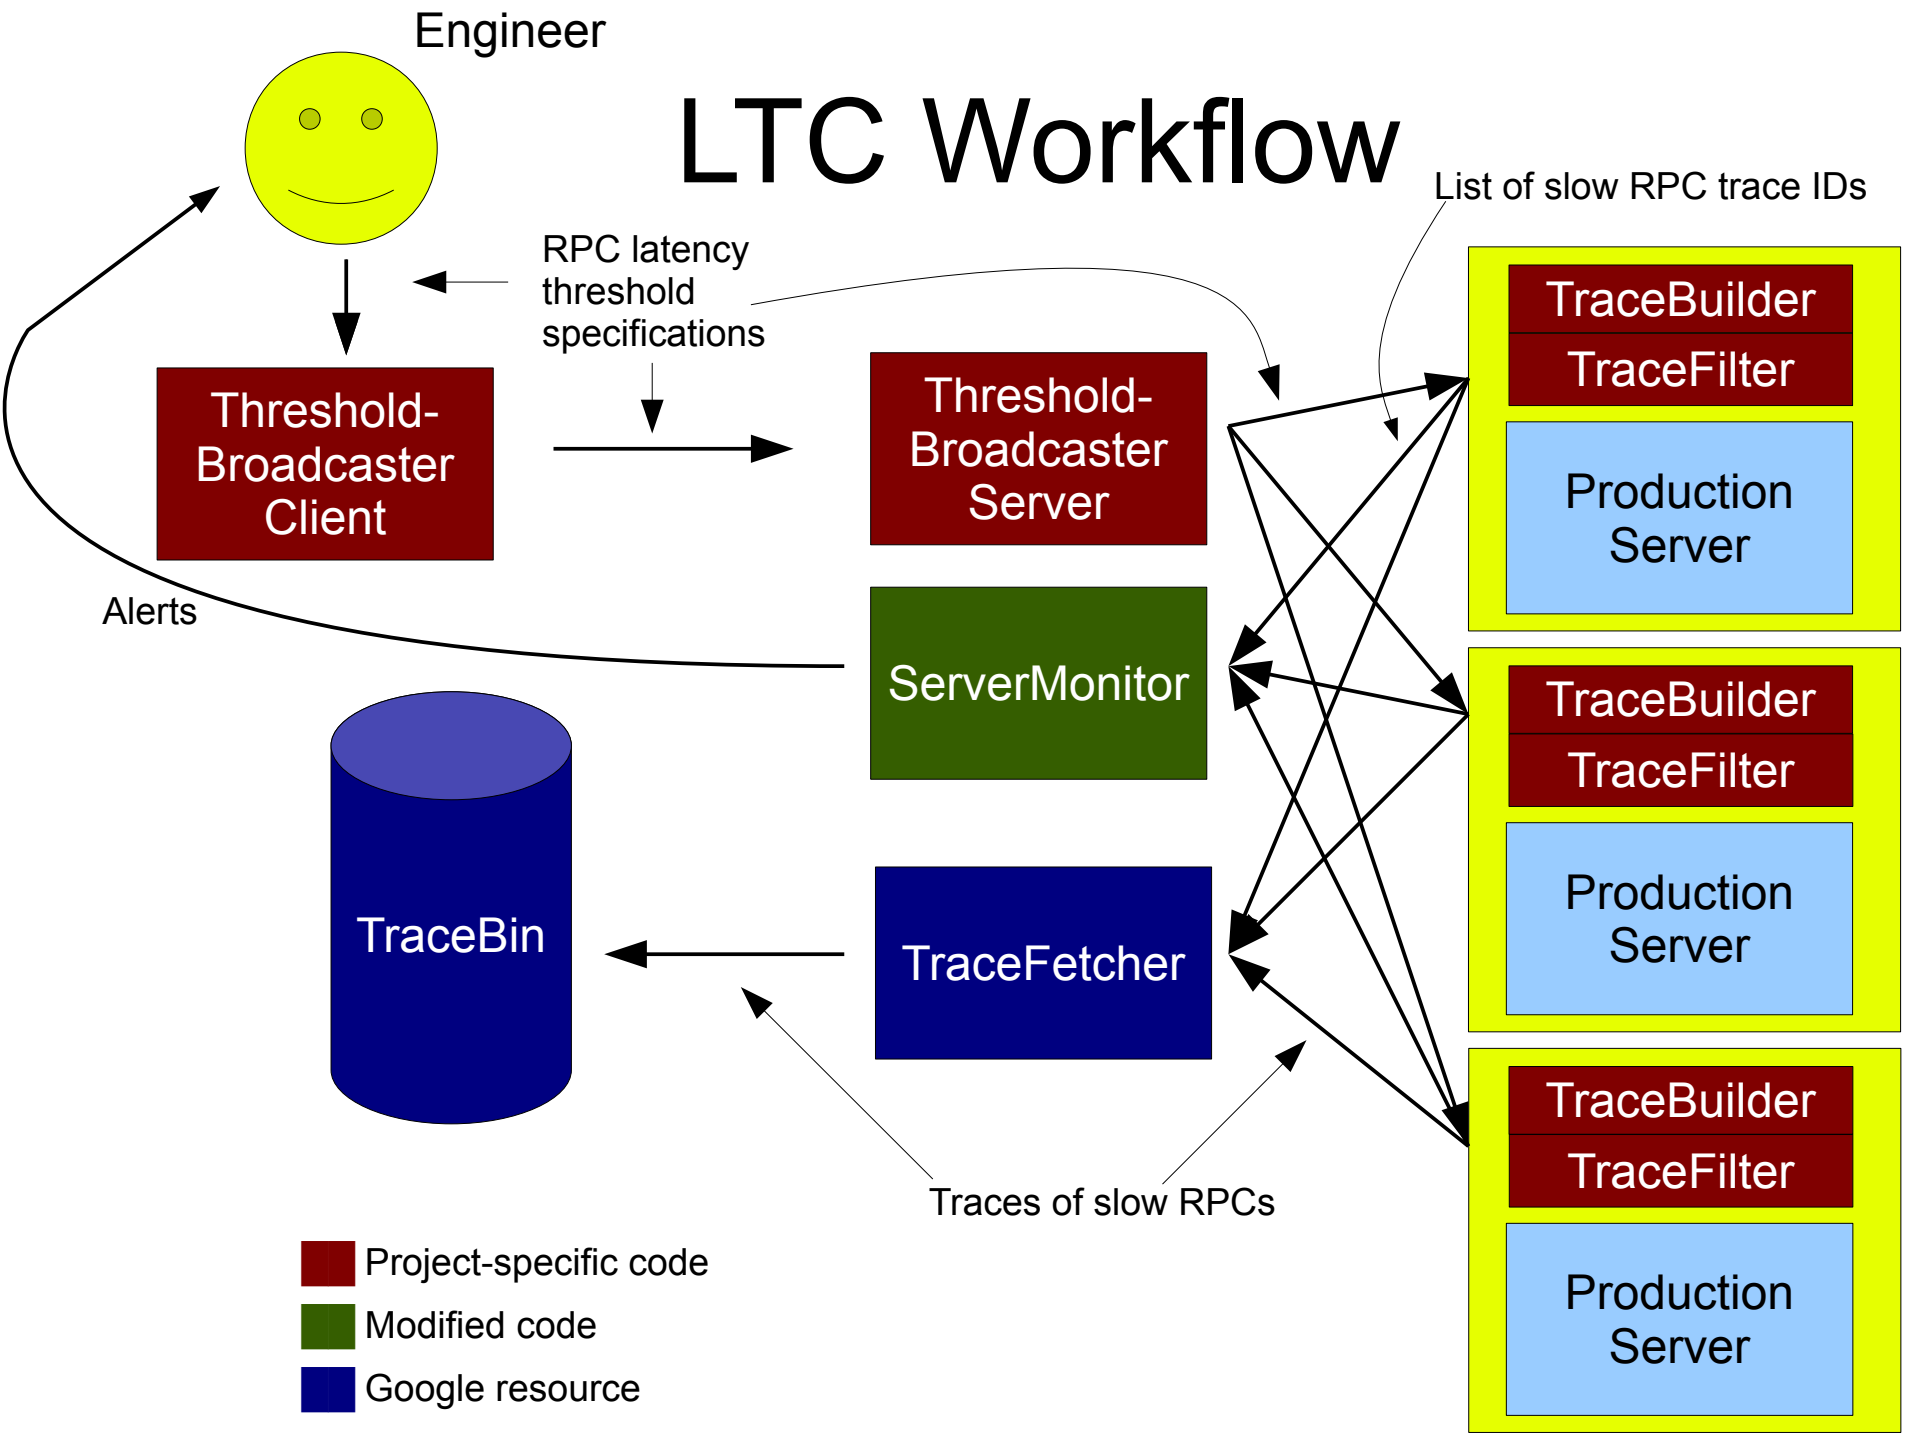 Engineer
LTC Workflow
List of slow RPC trace IDs
RPC latency
threshold
specifications
Threshold-
Broadcaster
Client
Threshold-
Broadcaster
Server
TraceBuilder
TraceFilter
Production
Server
Alerts
ServerMonitor
TraceBuilder
TraceFilter
Production
Server
TraceBin
TraceFetcher
TraceBuilder
TraceFilter
Production
Server
Traces of slow RPCs
Project-specific code
Modified code
Google resource